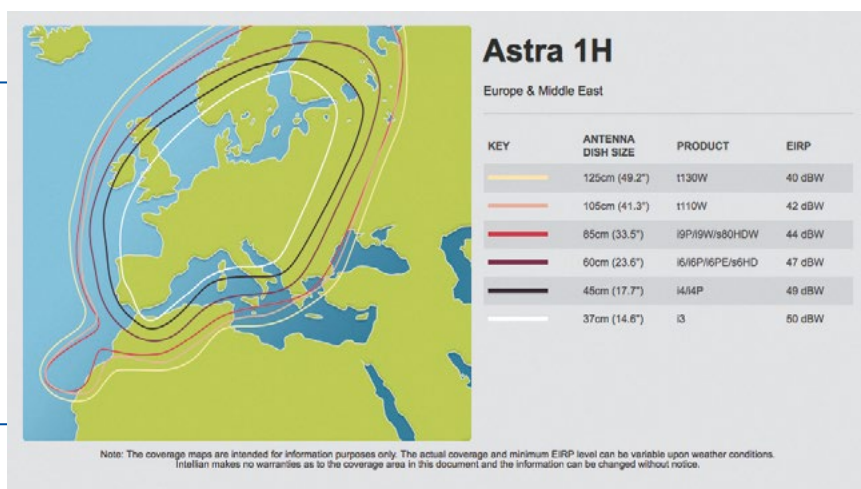 Astra 1H
Europe & Middle East
KEY ANTENNA DISH SIZE PRODUCT EIRP
125cm (49.2") t130W 40 dBW
105cm (41.3") t110W 42 dBW
85cm (33.5") i9P/i9W/s80HDW 44 dBW
60cm (23.6") i6/i6P/i6PE/s6HD 47 dBW
45cm (17.7") i4/i4P 49 dBW
37cm (14.6") i3 50 dBW
Note: The coverage maps are intended for information purposes only. The actual coverage and minimum EIRP level can be variable upon weather conditions.
Intellian makes no warranties as to the coverage area in this document and the information can be changed without notice.